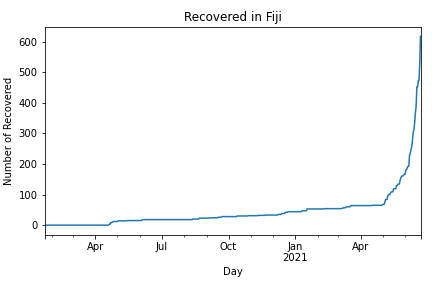 Recovered in Fiji
Number of Recovered
600
500
400
300
200
100
0
Apr
Jul
Oct
Jan
2021
Apr
Day